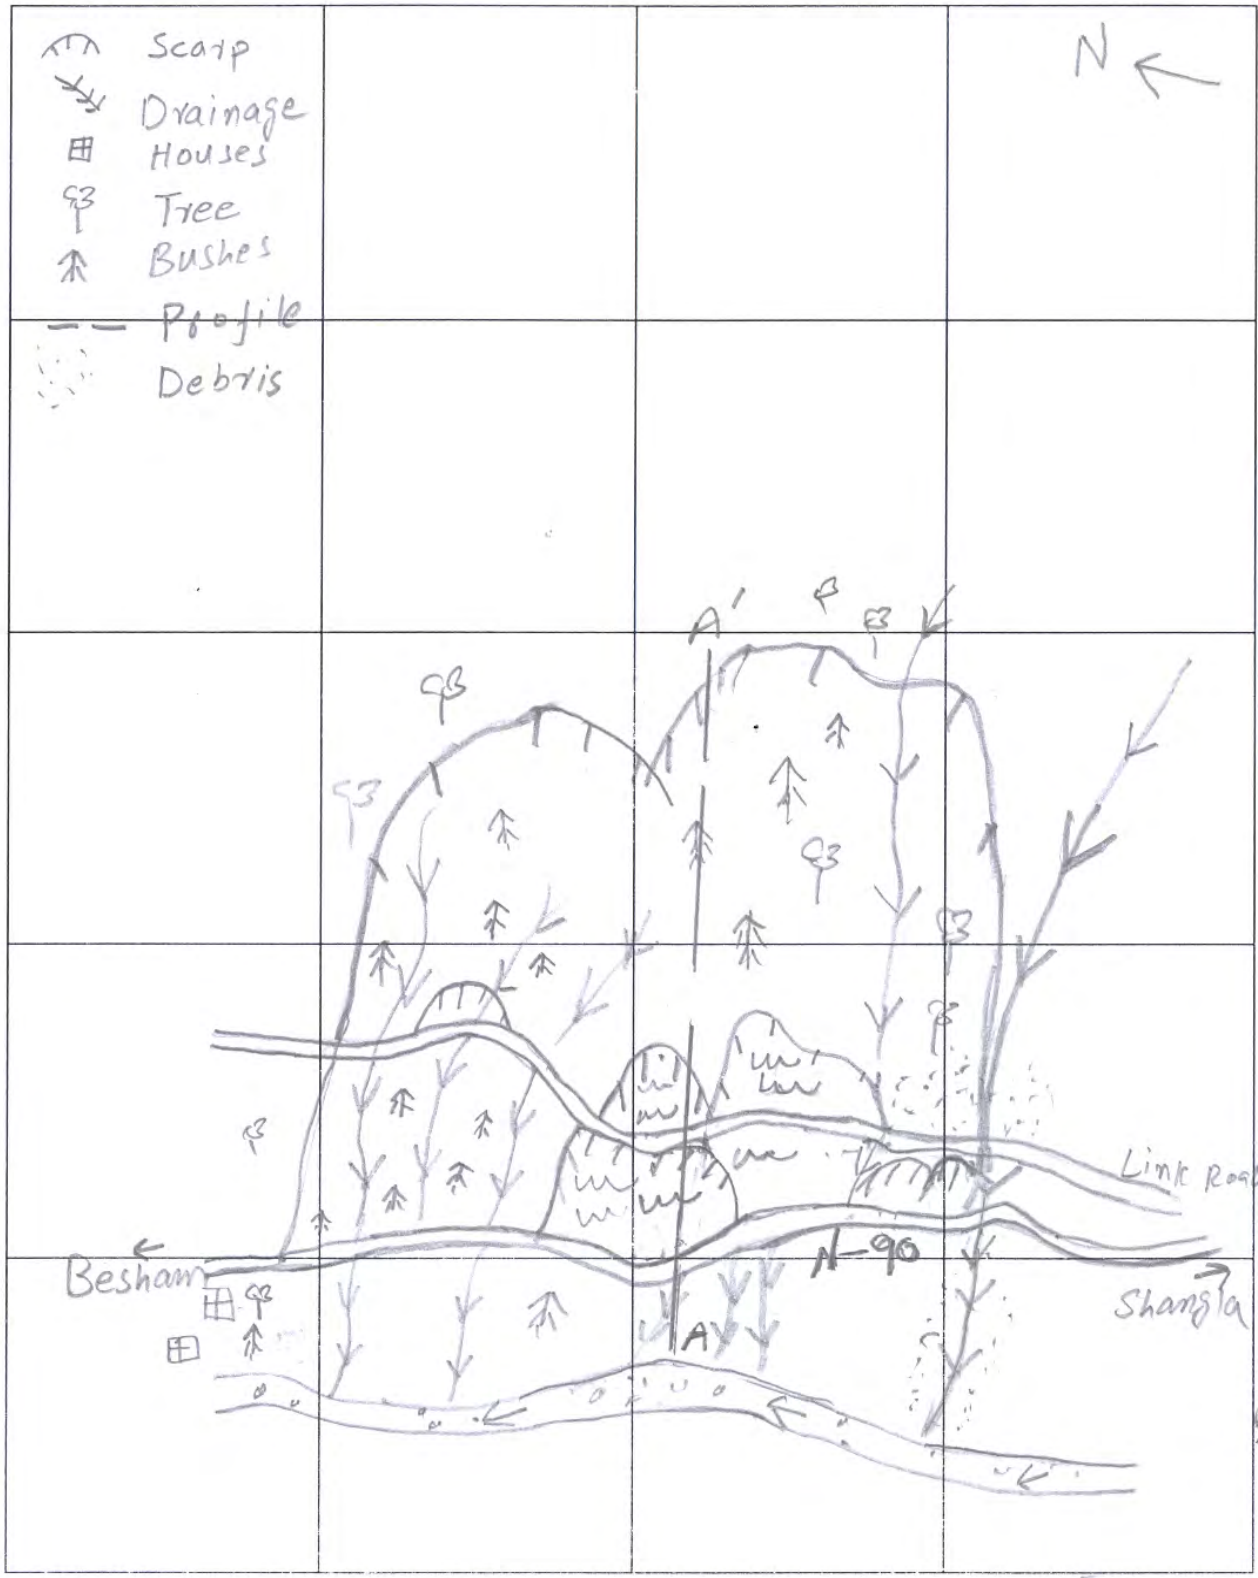 Scarp
N
Drainage
Houses
Tree
Bushes
Profile
Debris
A'
Link Road
N-90
Besham
Shangla
A